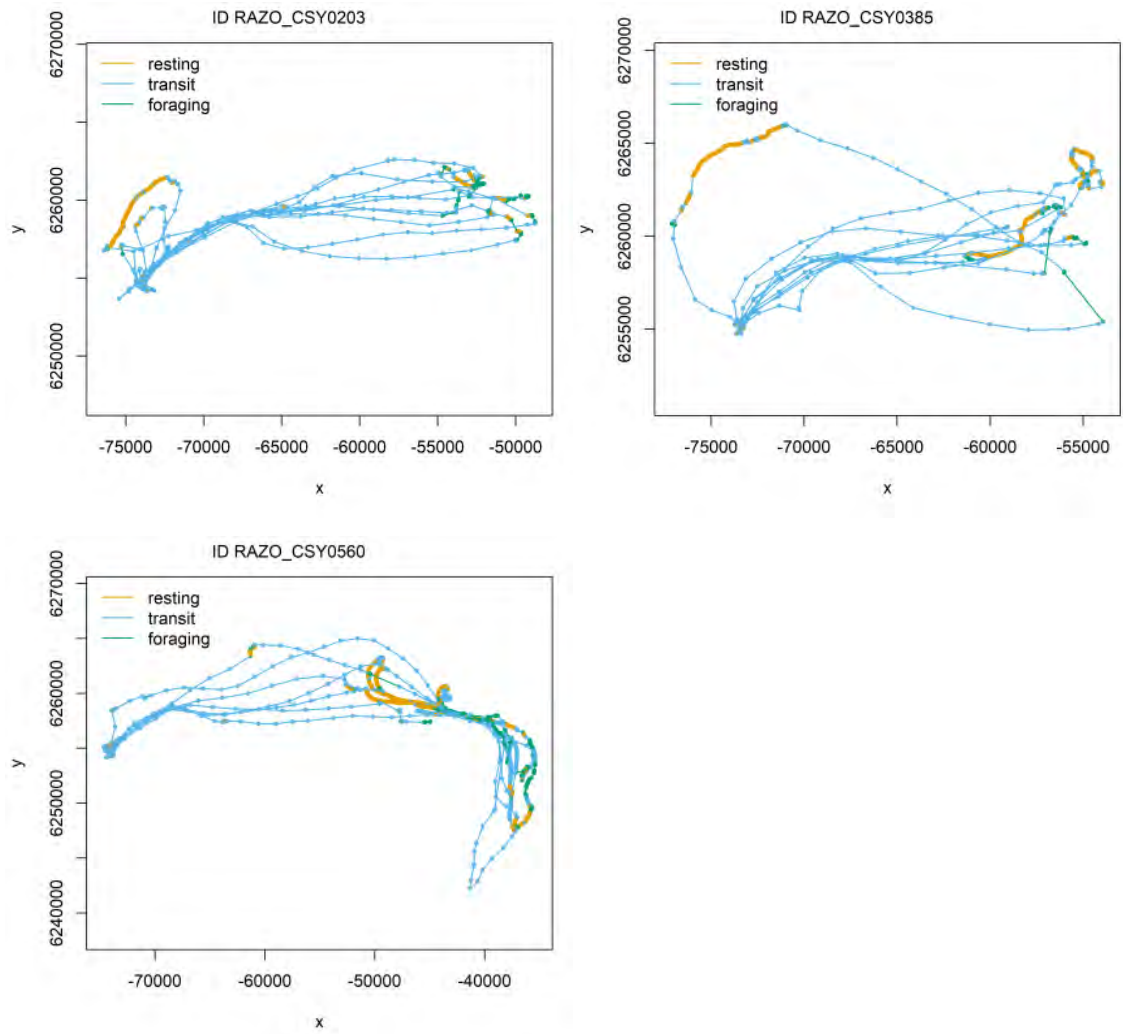 ID RAZO_CSY0203
resting
transit
foraging
6270000
6260000
6250000
y
-75000 -70000 -65000 -60000 -55000 -50000
x
ID RAZO_CSY0385
resting
transit
foraging
6270000
6265000
6260000
6255000
y
-75000 -70000 -65000 -60000 -55000
x
ID RAZO_CSY0560
resting
transit
foraging
6270000
6260000
6250000
6240000
y
-70000 -60000 -50000 -40000
x